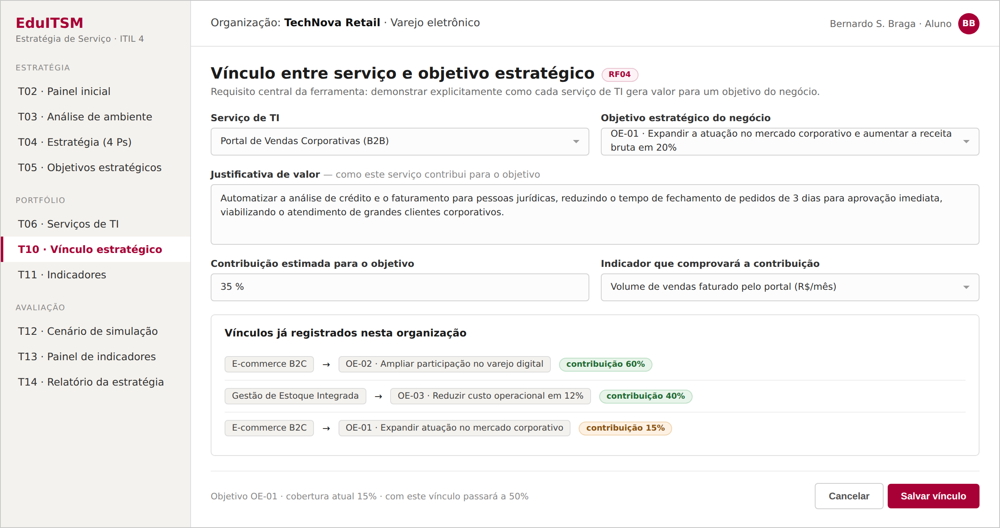 EduITSM
Estratégia de Serviço · ITIL 4
ESTRATÉGIA
T02 · Painel inicial
T03 · Análise de ambiente
T04 · Estratégia (4 Ps)
T05 · Objetivos estratégicos
PORTFÓLIO
T06 · Serviços de TI
T10 · Vínculo estratégico
T11 · Indicadores
AVALIAÇÃO
T12 · Cenário de simulação
T13 · Painel de indicadores
T14 · Relatório da estratégia
Organização: TechNova Retail · Varejo eletrônico
Bernardo S. Braga · Aluno BB
Vínculo entre serviço e objetivo estratégico RF04
Requisito central da ferramenta: demonstrar explicitamente como cada serviço de TI gera valor para um objetivo do negócio.
Serviço de TI
Portal de Vendas Corporativas (B2B)
Objetivo estratégico do negócio
OE-01 · Expandir a atuação no mercado corporativo e aumentar a receita
bruta em 20%
Justificativa de valor — como este serviço contribui para o objetivo
Automatizar a análise de crédito e o faturamento para pessoas jurídicas, reduzindo o tempo de fechamento de pedidos de 3 dias para aprovação imediata,
viabilizando o atendimento de grandes clientes corporativos.
Contribuição estimada para o objetivo
35 %
Indicador que comprovará a contribuição
Volume de vendas faturado pelo portal (R$/mês)
Vínculos já registrados nesta organização
E-commerce B2C → OE-02 · Ampliar participação no varejo digital contribuição 60%
Gestão de Estoque Integrada → OE-03 · Reduzir custo operacional em 12% contribuição 40%
E-commerce B2C → OE-01 · Expandir atuação no mercado corporativo contribuição 15%
Objetivo OE-01 · cobertura atual 15% · com este vínculo passará a 50%
Cancelar
Salvar vínculo